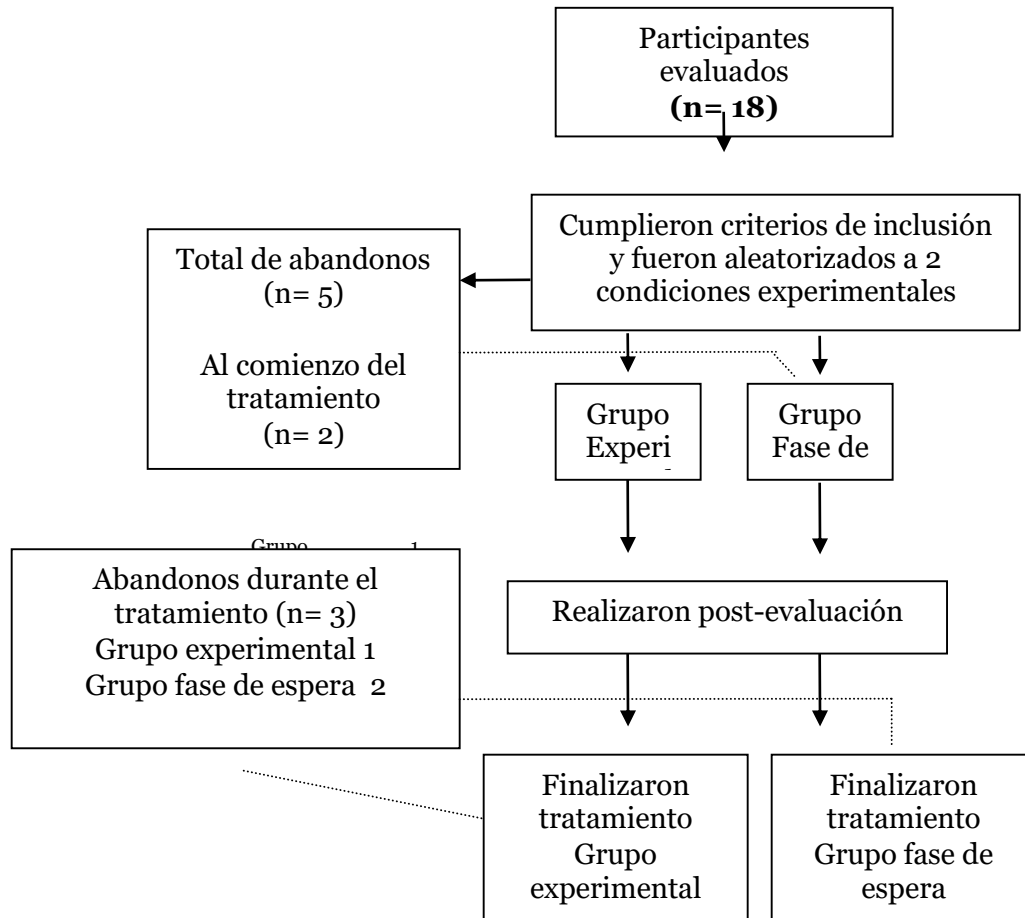 Participantes
evaluados
(n= 18)
Cumplieron criterios de inclusión
y fueron aleatorizados a 2
condiciones experimentales
Total de abandonos
(n= 5)
Al comienzo del
tratamiento
(n= 2)
Grupo
Experi
Grupo
Fase de
Grupo 1
Abandonos durante el
tratamiento (n= 3)
Grupo experimental 1
Grupo fase de espera 2
Realizaron post-evaluación
Finalizaron
tratamiento
Grupo
experimental
Finalizaron
tratamiento
Grupo fase de
espera